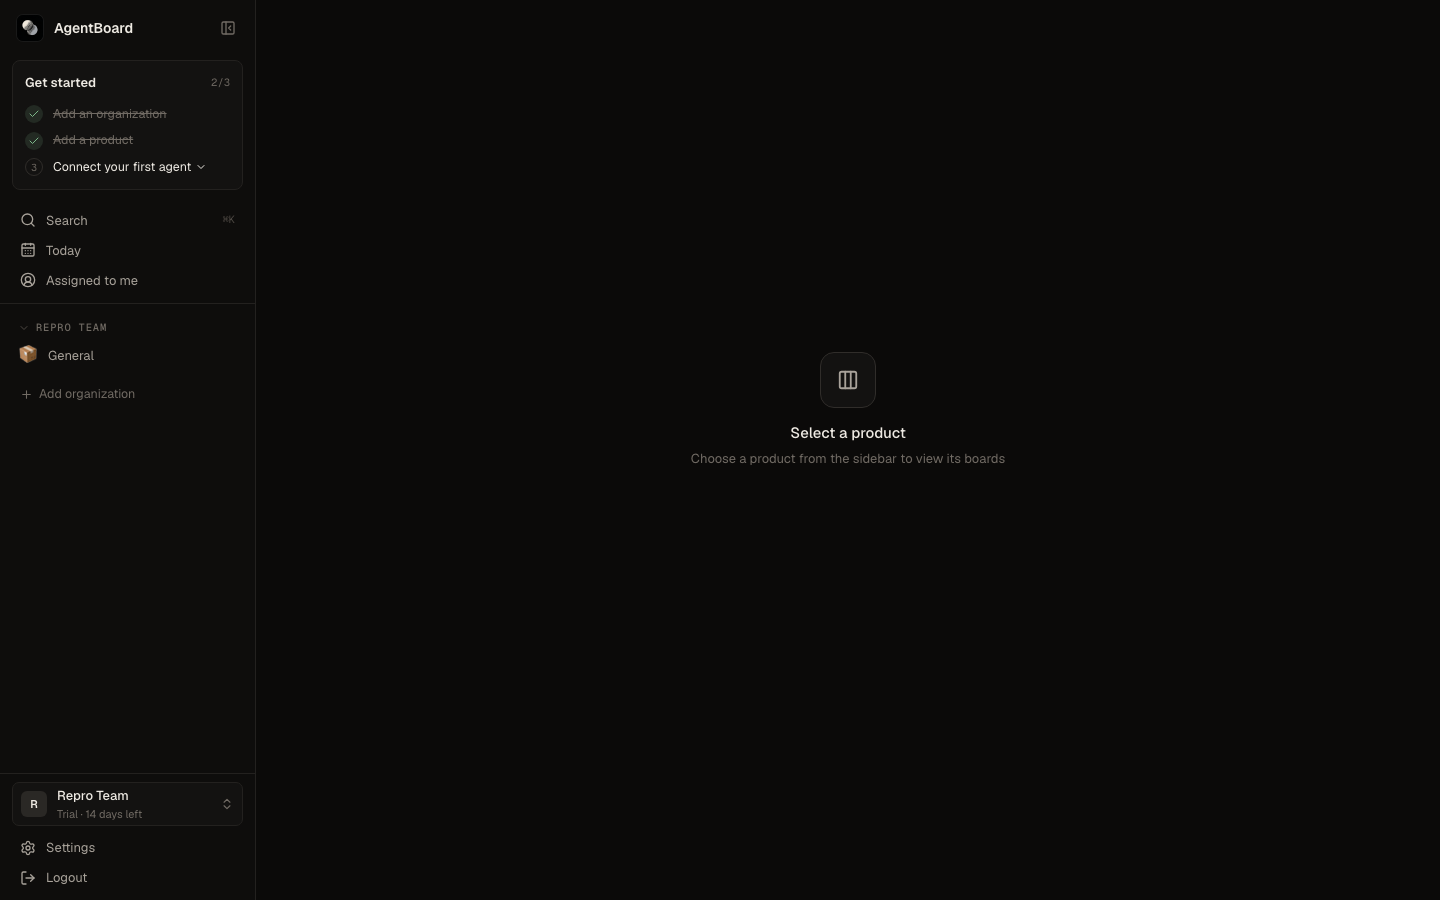 AgentBoard
Get started 2/3
Add an organization
Add a product
3 Connect your first agent
Search ⌘K
Today
Assigned to me
REPRO TEAM
General
Add organization
Select a product
Choose a product from the sidebar to view its boards
R Repro Team
Trial · 14 days left
Settings
Logout